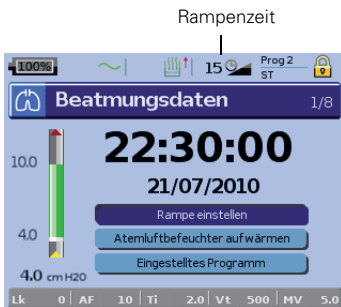 Rampenzeit
100% 15 Prog 2
ST
Beatmungsdaten 1/8
10.0
22:30:00
21/07/2010
Rampe einstellen
4.0 Atemluftbefeuchter aufwärmen
Eingestelltes Programm
4.0 cm H2O
Lk 0 AF 10 Ti 2.0 Vt 500 MV 5.0